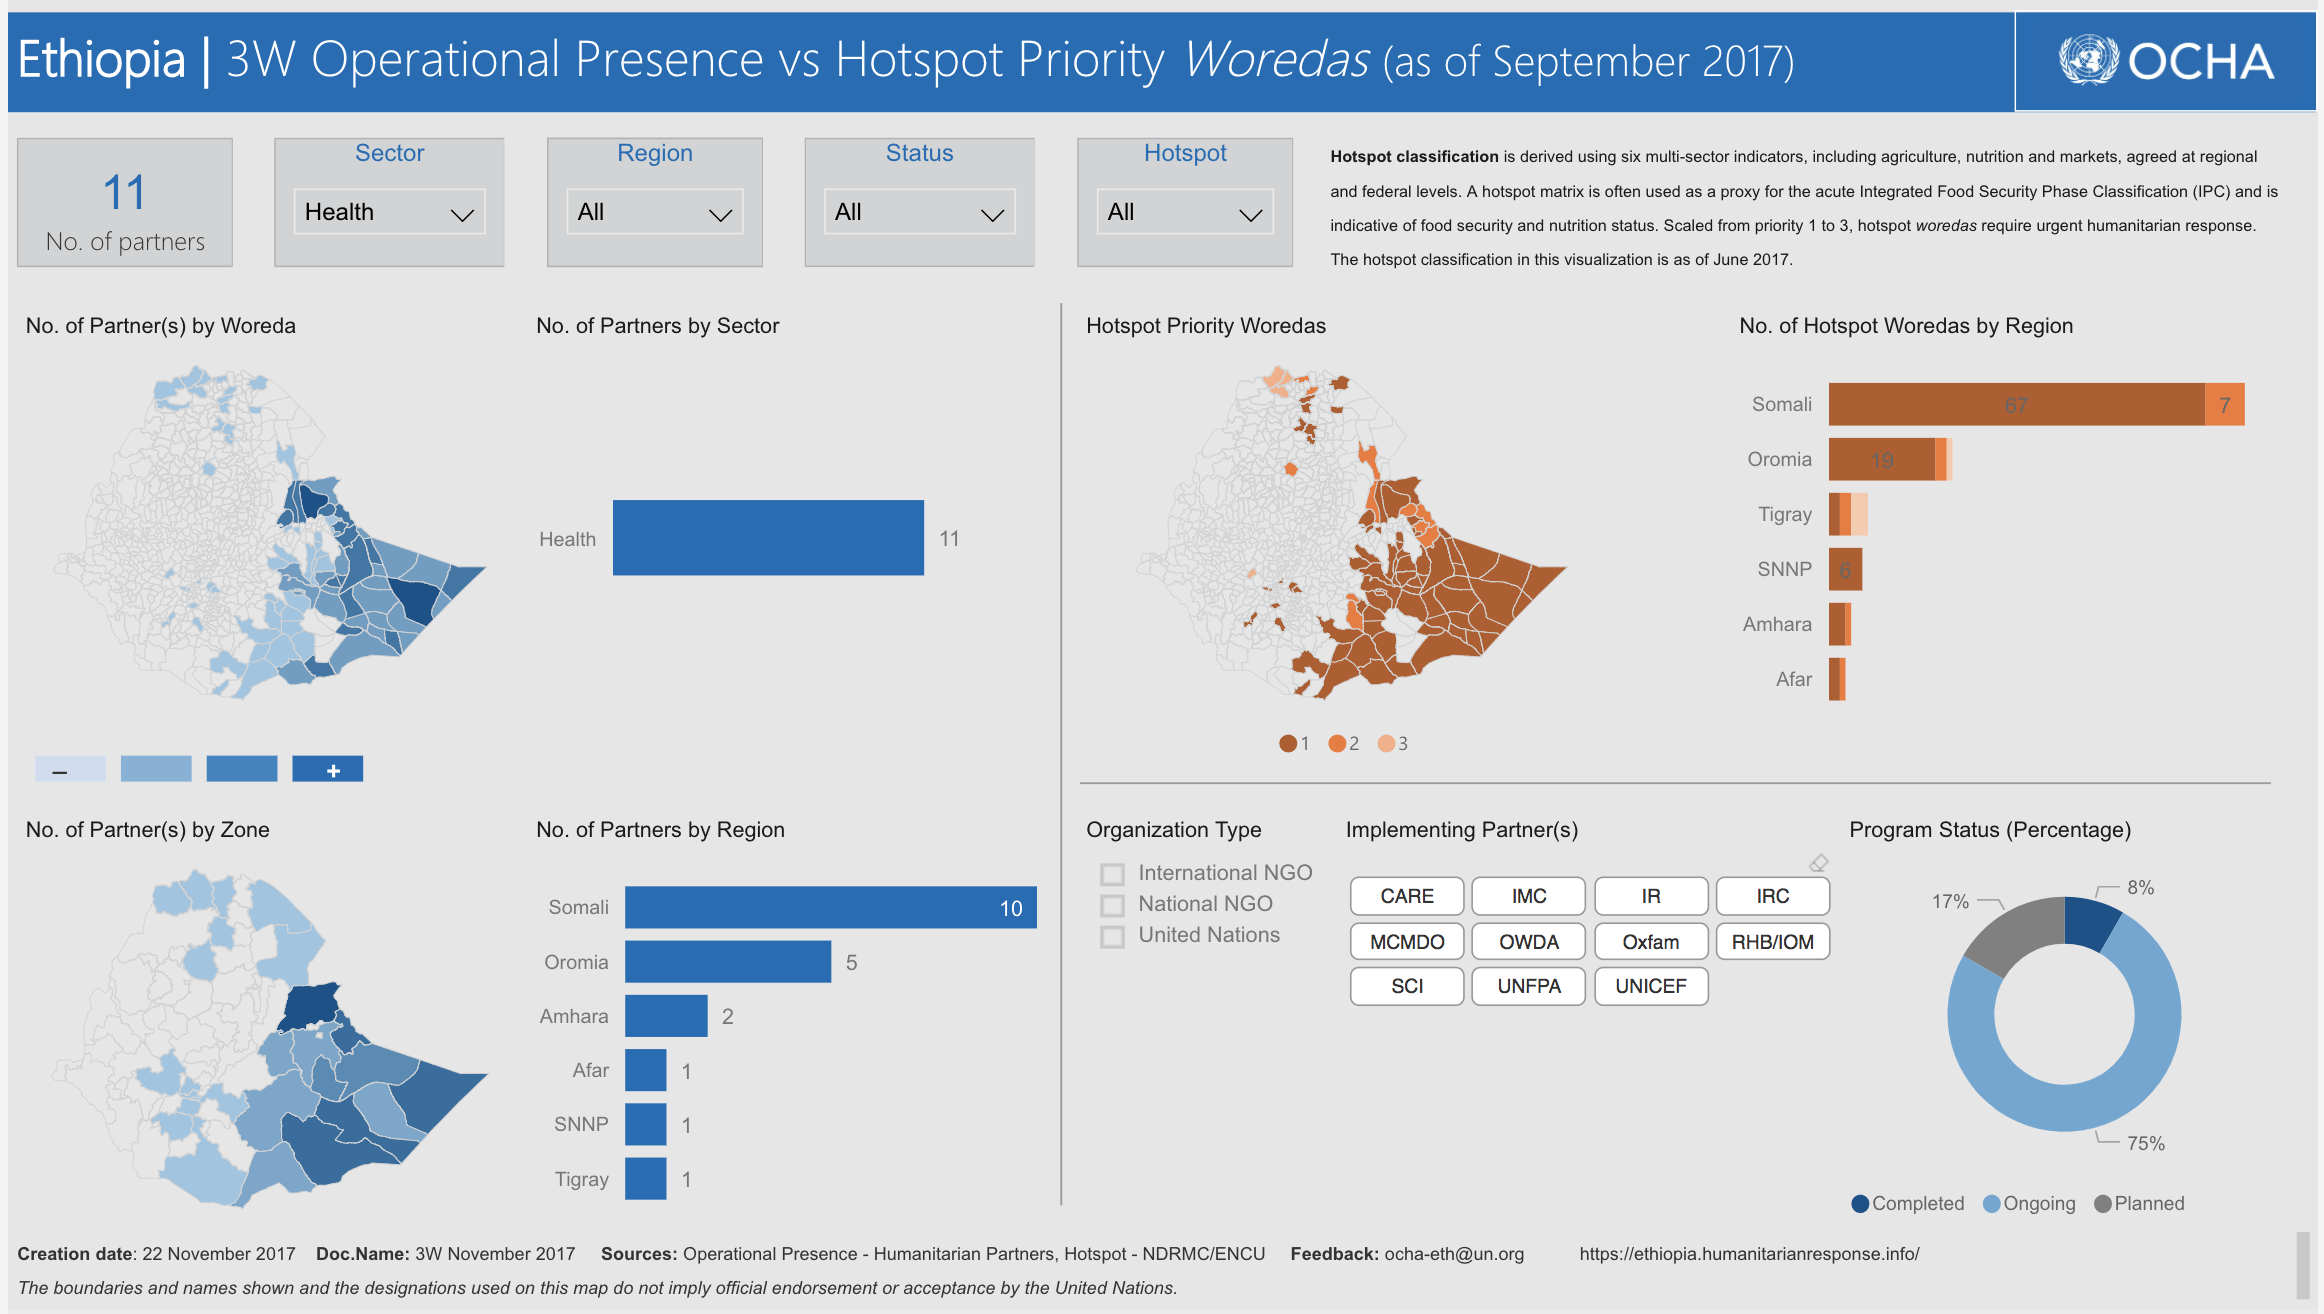 Ethiopia | 3W Operational Presence vs Hotspot Priority Woredas (as of September 2017)
OCHA
11
No. of partners
Sector
Health
Region
All
Status
All
Hotspot
All
Hotspot classification is derived using six multi-sector indicators, including agriculture, nutrition and markets, agreed at regional
and federal levels. A hotspot matrix is often used as a proxy for the acute Integrated Food Security Phase Classification (IPC) and is
indicative of food security and nutrition status. Scaled from priority 1 to 3, hotspot woredas require urgent humanitarian response.
The hotspot classification in this visualization is as of June 2017.
No. of Partner(s) by Woreda
– +
No. of Partners by Sector
Health 11
Hotspot Priority Woredas
1 2 3
No. of Hotspot Woredas by Region
Somali 67 7
Oromia 19
Tigray
SNNP 6
Amhara
Afar
No. of Partner(s) by Zone
No. of Partners by Region
Somali 10
Oromia 5
Amhara 2
Afar 1
SNNP 1
Tigray 1
Organization Type
International NGO
National NGO
United Nations
Implementing Partner(s)
CARE IMC IR IRC
MCMDO OWDA Oxfam RHB/IOM
SCI UNFPA UNICEF
Program Status (Percentage)
8%
17%
75%
Completed Ongoing Planned
Creation date: 22 November 2017 Doc.Name: 3W November 2017 Sources: Operational Presence - Humanitarian Partners, Hotspot - NDRMC/ENCU Feedback: ocha-eth@un.org https://ethiopia.humanitarianresponse.info/
The boundaries and names shown and the designations used on this map do not imply official endorsement or acceptance by the United Nations.